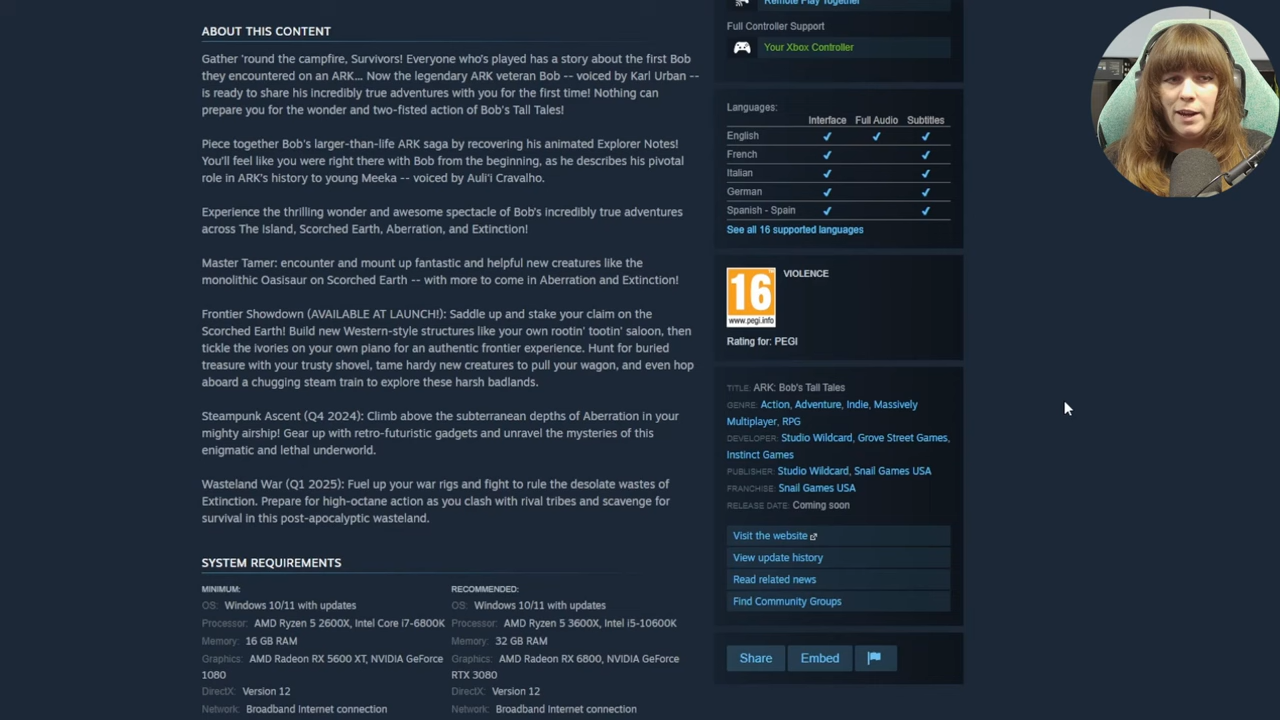 ABOUT THIS CONTENT
Gather 'round the campfire, Survivors! Everyone who's played has a story about the first Bob
they encountered on an ARK... Now the legendary ARK veteran Bob -- voiced by Karl Urban --
is ready to share his incredibly true adventures with you for the first time! Nothing can
prepare you for the wonder and two-fisted action of Bob's Tall Tales!
Piece together Bob's larger-than-life ARK saga by recovering his animated Explorer Notes!
You'll feel like you were right there with Bob from the beginning, as he describes his pivotal
role in ARK's history to young Meeka -- voiced by Auli'i Cravalho.
Experience the thrilling wonder and awesome spectacle of Bob's incredibly true adventures
across The Island, Scorched Earth, Aberration, and Extinction!
Master Tamer: encounter and mount up fantastic and helpful new creatures like the
monolithic Oasisaur on Scorched Earth -- with more to come in Aberration and Extinction!
Frontier Showdown (AVAILABLE AT LAUNCH!): Saddle up and stake your claim on the
Scorched Earth! Build new Western-style structures like your own rootin' tootin' saloon, then
tickle the ivories on your own piano for an authentic frontier experience. Hunt for buried
treasure with your trusty shovel, tame hardy new creatures to pull your wagon, and even hop
aboard a chugging steam train to explore these harsh badlands.
Steampunk Ascent (Q4 2024): Climb above the subterranean depths of Aberration in your
mighty airship! Gear up with retro-futuristic gadgets and unravel the mysteries of this
enigmatic and lethal underworld.
Wasteland War (Q1 2025): Fuel up your war rigs and fight to rule the desolate wastes of
Extinction. Prepare for high-octane action as you clash with rival tribes and scavenge for
survival in this post-apocalyptic wasteland.
SYSTEM REQUIREMENTS
MINIMUM:
OS: Windows 10/11 with updates
Processor: AMD Ryzen 5 2600X, Intel Core i7-6800K
Memory: 16 GB RAM
Graphics: AMD Radeon RX 5600 XT, NVIDIA GeForce
1080
DirectX: Version 12
Network: Broadband Internet connection
RECOMMENDED:
OS: Windows 10/11 with updates
Processor: AMD Ryzen 5 3600X, Intel i5-10600K
Memory: 32 GB RAM
Graphics: AMD Radeon RX 6800, NVIDIA GeForce
RTX 3080
DirectX: Version 12
Network: Broadband Internet connection
Remote Play Together
Full Controller Support
Your Xbox Controller
Languages:
Interface Full Audio Subtitles
English ✔ ✔ ✔
French ✔ ✔
Italian ✔ ✔
German ✔ ✔
Spanish - Spain ✔ ✔
See all 16 supported languages
16
www.pegi.info
VIOLENCE
Rating for: PEGI
TITLE: ARK: Bob's Tall Tales
GENRE: Action, Adventure, Indie, Massively
Multiplayer, RPG
DEVELOPER: Studio Wildcard, Grove Street Games,
Instinct Games
PUBLISHER: Studio Wildcard, Snail Games USA
FRANCHISE: Snail Games USA
RELEASE DATE: Coming soon
Visit the website
View update history
Read related news
Find Community Groups
Share Embed